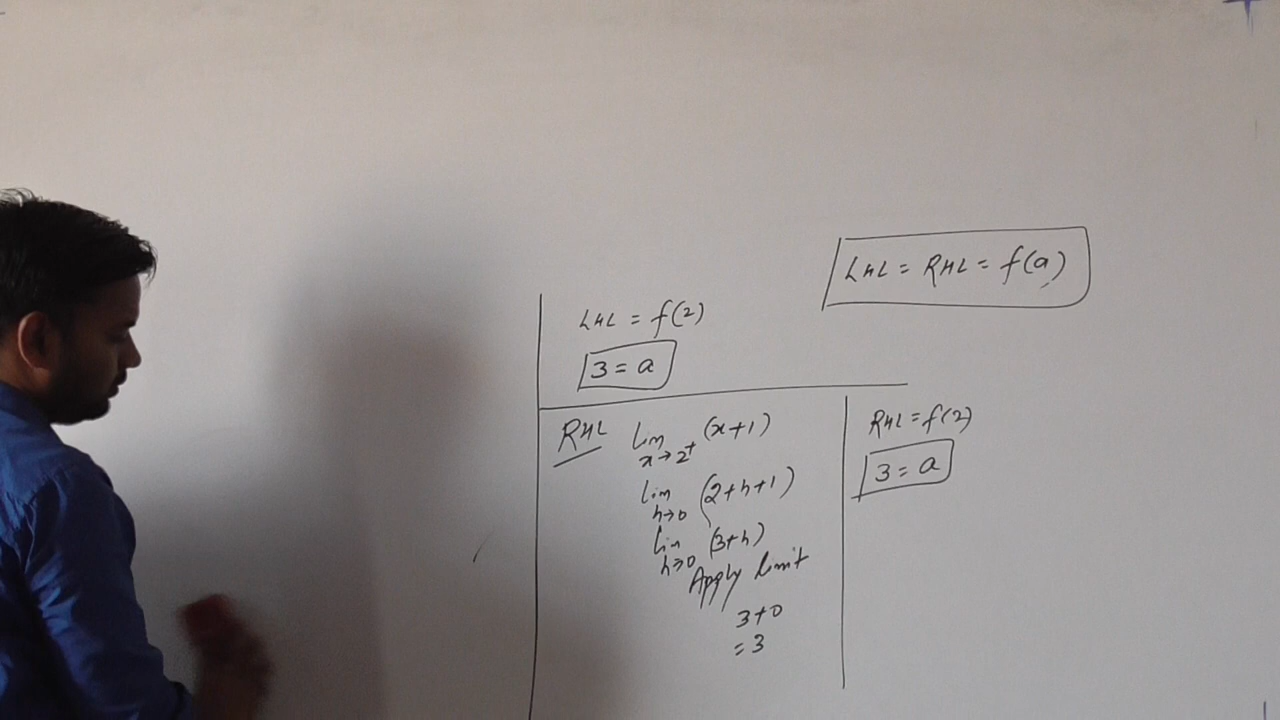 LHL = RHL = f(a)
LHL = f(2)
3 = a
RHL lim x→2⁺ (x+1)
lim h→0 (2+h+1)
lim h→0 (3+h)
Apply limit
3+0
= 3
RHL = f(2)
3 = a